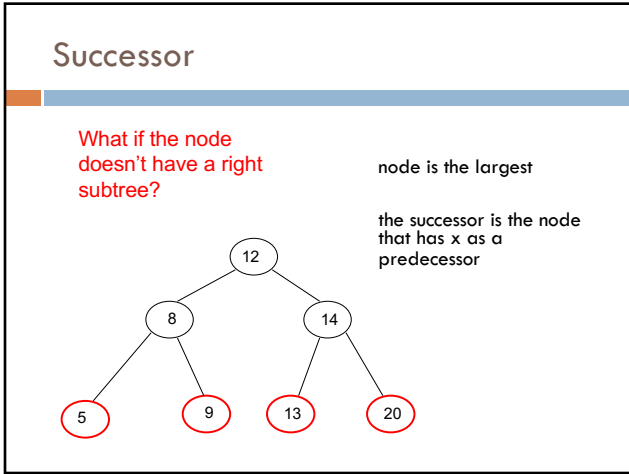 Successor
What if the node
doesn't have a right
subtree?
node is the largest
the successor is the node
that has x as a
predecessor
12
8
14
5
9
13
20